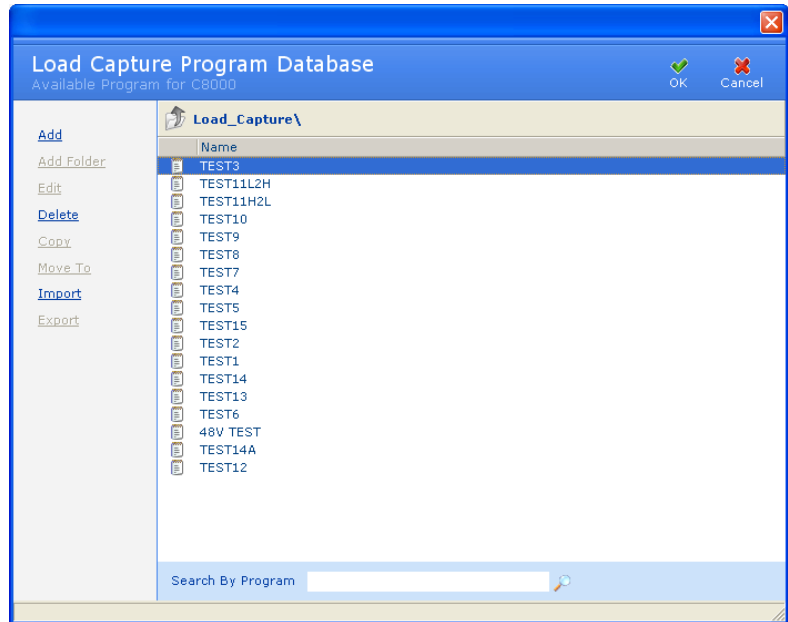 Load Capture Program Database
Available Program for C8000
OK
Cancel
Add
Add Folder
Edit
Delete
Copy
Move To
Import
Export
Load_Capture\
Name
TEST3
TEST11L2H
TEST11H2L
TEST10
TEST9
TEST8
TEST7
TEST4
TEST5
TEST15
TEST2
TEST1
TEST14
TEST13
TEST6
48V TEST
TEST14A
TEST12
Search By Program